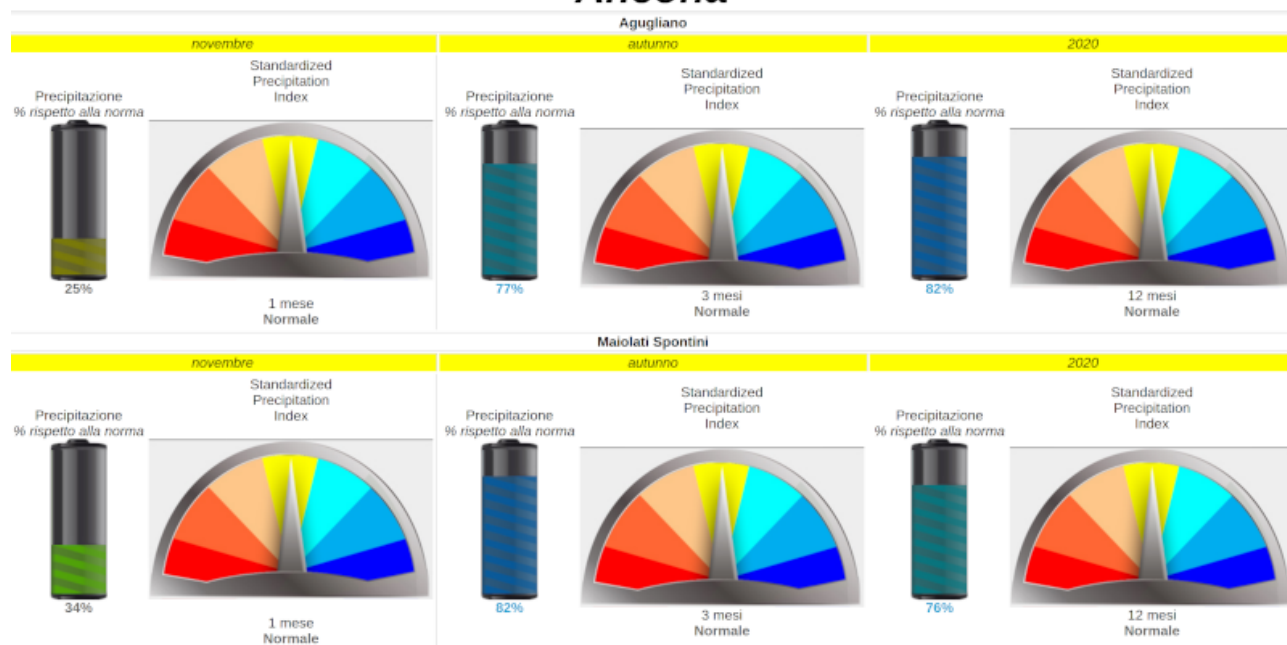 Agugliano
novembre autunno 2020
Standardized
Precipitation
Index
Precipitazione
% rispetto alla norma
25%
1 mese
Normale
Standardized
Precipitation
Index
Precipitazione
% rispetto alla norma
77%
3 mesi
Normale
Standardized
Precipitation
Index
Precipitazione
% rispetto alla norma
82%
12 mesi
Normale
Maiolati Spontini
novembre autunno 2020
Standardized
Precipitation
Index
Precipitazione
% rispetto alla norma
34%
1 mese
Normale
Standardized
Precipitation
Index
Precipitazione
% rispetto alla norma
82%
3 mesi
Normale
Standardized
Precipitation
Index
Precipitazione
% rispetto alla norma
76%
12 mesi
Normale